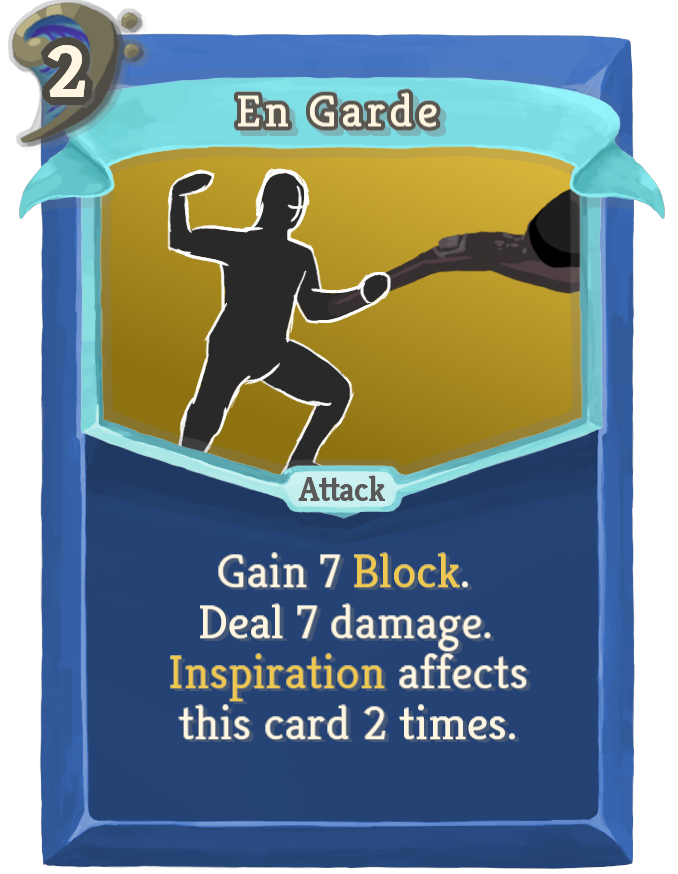 2
En Garde
Attack
Gain 7 Block.
Deal 7 damage.
Inspiration affects
this card 2 times.